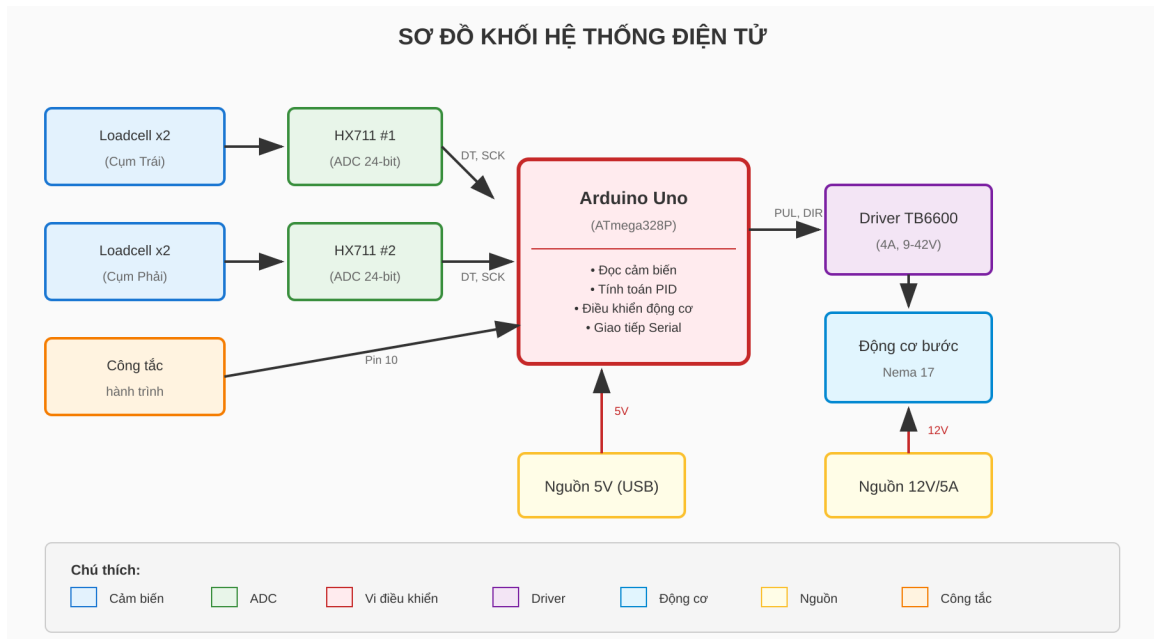 SƠ ĐỒ KHỐI HỆ THỐNG ĐIỆN TỬ
Loadcell x2
(Cụm Trái)
HX711 #1
(ADC 24-bit)
DT, SCK
Loadcell x2
(Cụm Phải)
HX711 #2
(ADC 24-bit)
DT, SCK
Công tắc
hành trình
Pin 10
Arduino Uno
(ATmega328P)
• Đọc cảm biến
• Tính toán PID
• Điều khiển động cơ
• Giao tiếp Serial
PUL, DIR
Driver TB6600
(4A, 9-42V)
Động cơ bước
Nema 17
5V
12V
Nguồn 5V (USB)
Nguồn 12V/5A
Chú thích:
Cảm biến
ADC
Vi điều khiển
Driver
Động cơ
Nguồn
Công tắc